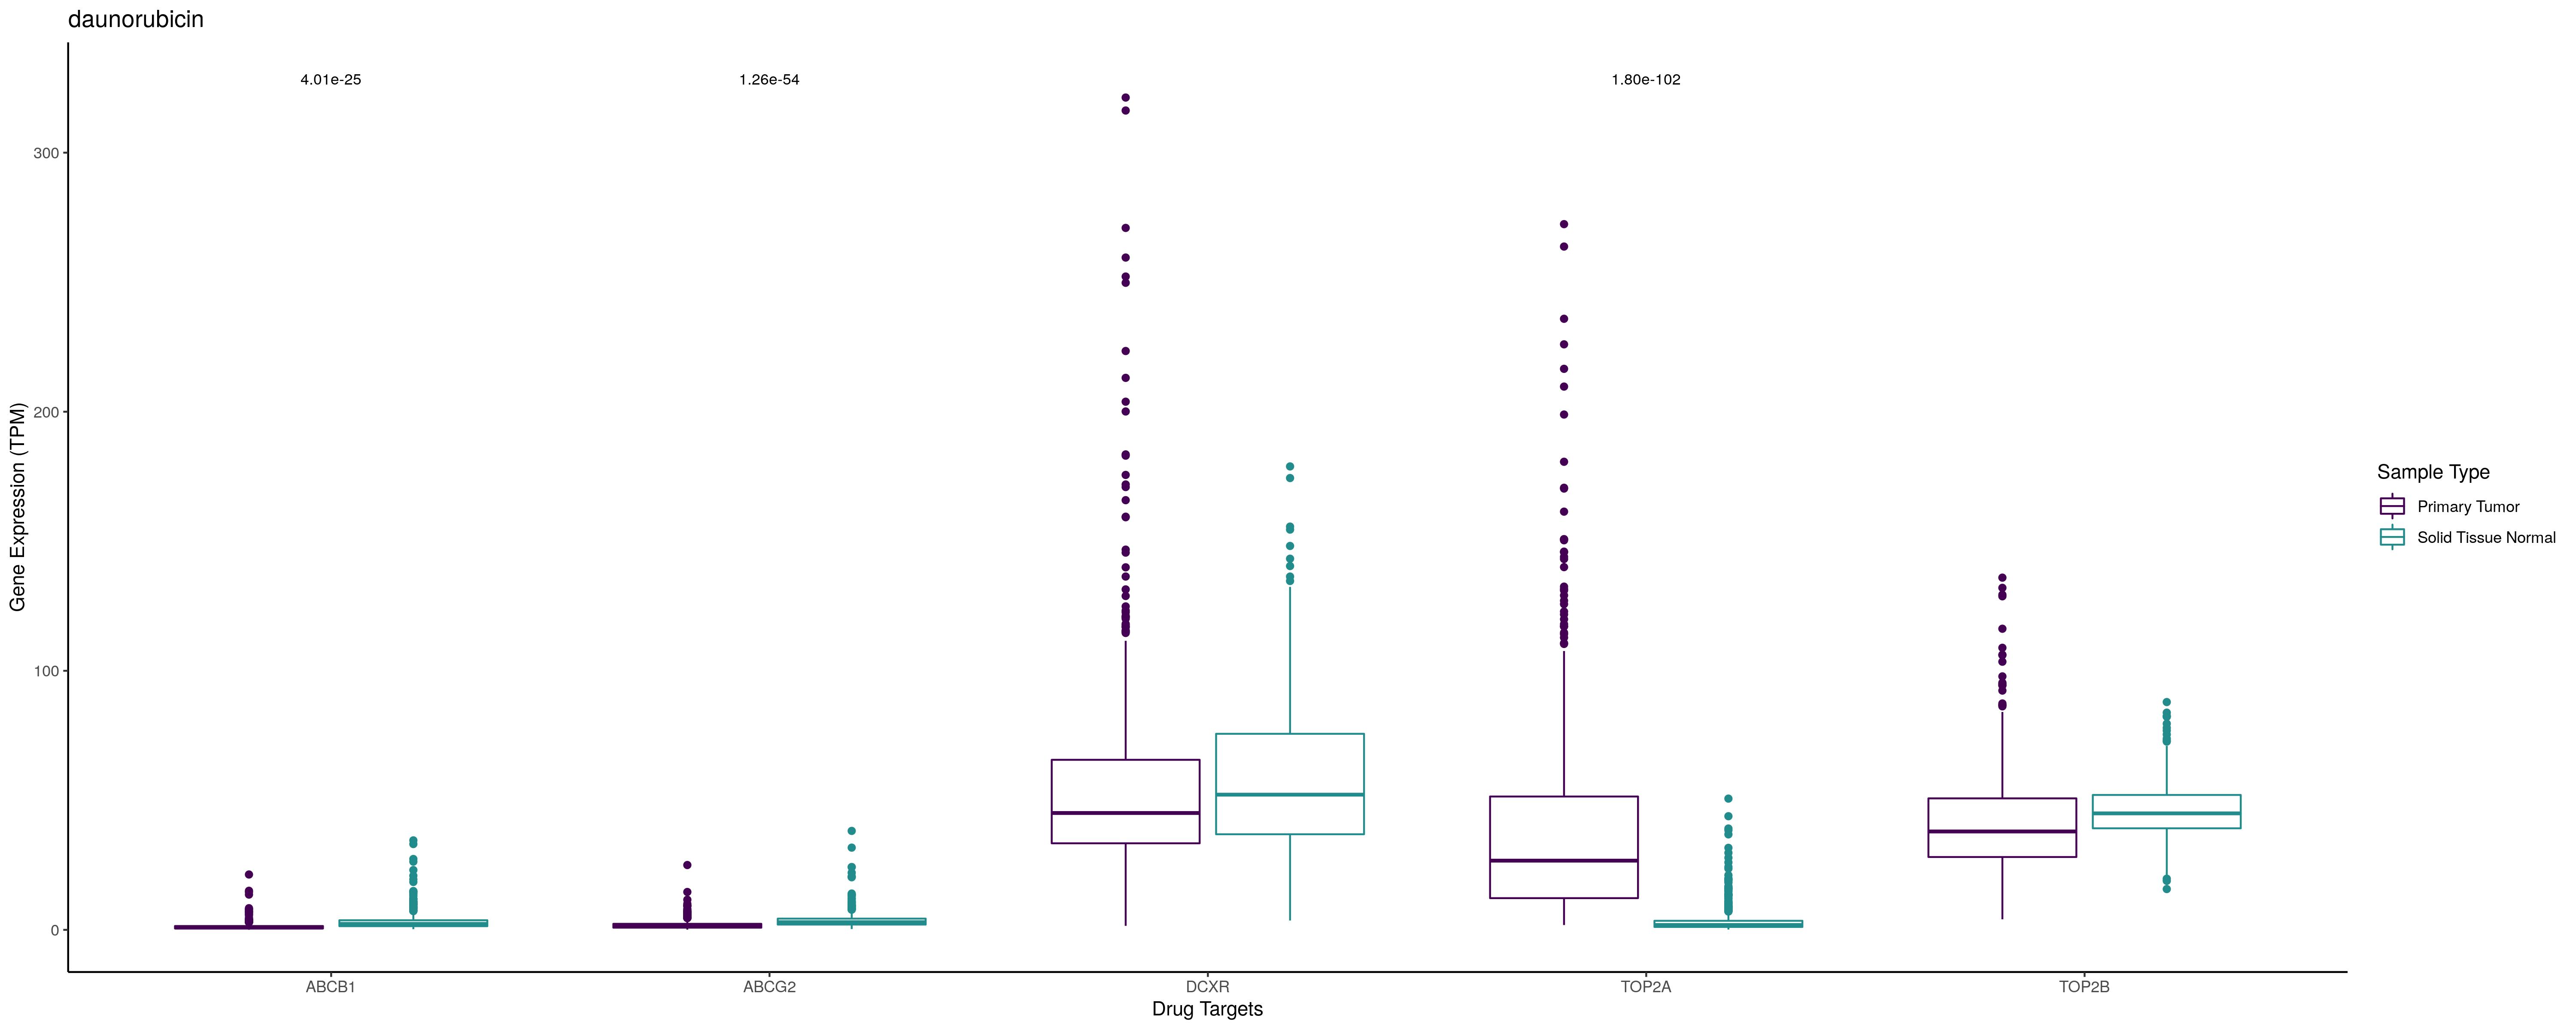 daunorubicin
4.01e-25
1.26e-54
1.80e-102
Gene Expression (TPM)
300
200
100
0
ABCB1
ABCG2
DCXR
TOP2A
TOP2B
Drug Targets
Sample Type
Primary Tumor
Solid Tissue Normal